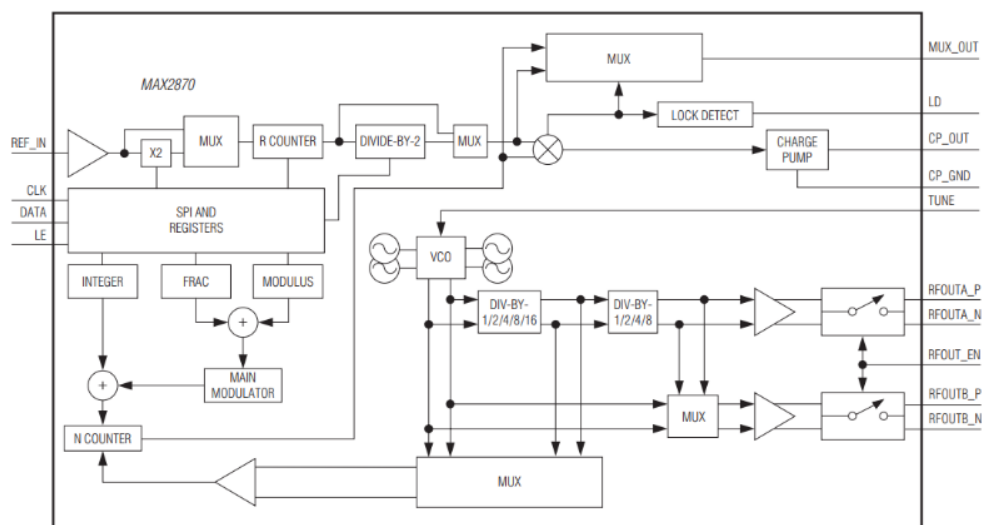 MAX2870
REF_IN
CLK
DATA
LE
X2
MUX
R COUNTER
DIVIDE-BY-2
MUX
MUX
LOCK DETECT
CHARGE
PUMP
MUX_OUT
LD
CP_OUT
CP_GND
TUNE
SPI AND
REGISTERS
INTEGER
FRAC
MODULUS
+
+
MAIN
MODULATOR
N COUNTER
VCO
DIV-BY-
1/2/4/8/16
DIV-BY-
1/2/4/8
MUX
MUX
RFOUTA_P
RFOUTA_N
RFOUT_EN
RFOUTB_P
RFOUTB_N